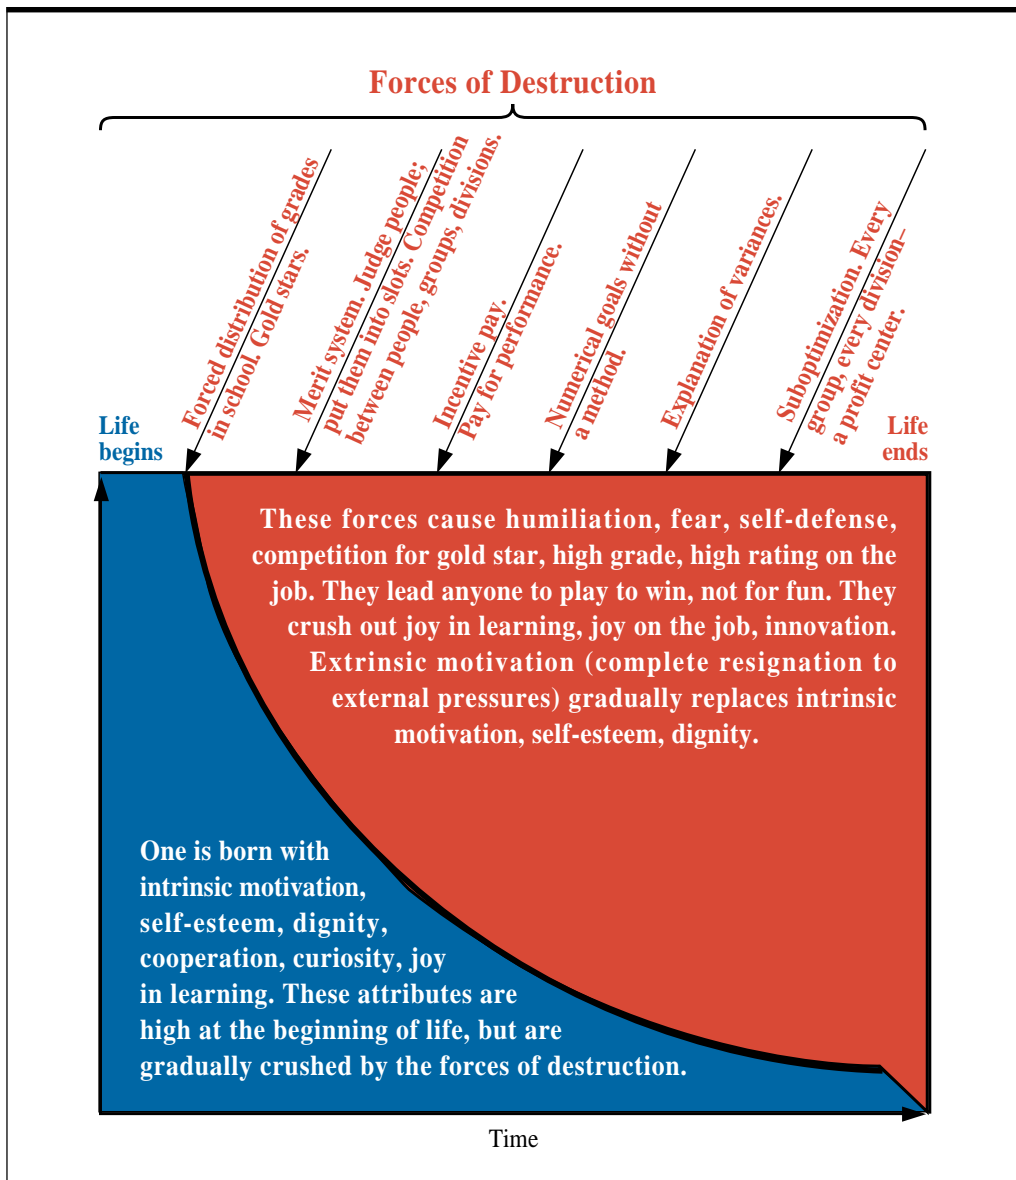 Forces of Destruction
Forced distribution of grades
in school. Gold stars.
Merit system. Judge people;
put them into slots. Competition
between people, groups, divisions.
Incentive pay.
Pay for performance.
Numerical goals without
a method.
Explanation of variances.
Suboptimization. Every
group, every division–
a profit center.
Life
begins
Life
ends
These forces cause humiliation, fear, self-defense,
competition for gold star, high grade, high rating on the
job. They lead anyone to play to win, not for fun. They
crush out joy in learning, joy on the job, innovation.
Extrinsic motivation (complete resignation to
external pressures) gradually replaces intrinsic
motivation, self-esteem, dignity.
One is born with
intrinsic motivation,
self-esteem, dignity,
cooperation, curiosity, joy
in learning. These attributes are
high at the beginning of life, but are
gradually crushed by the forces of destruction.
Time